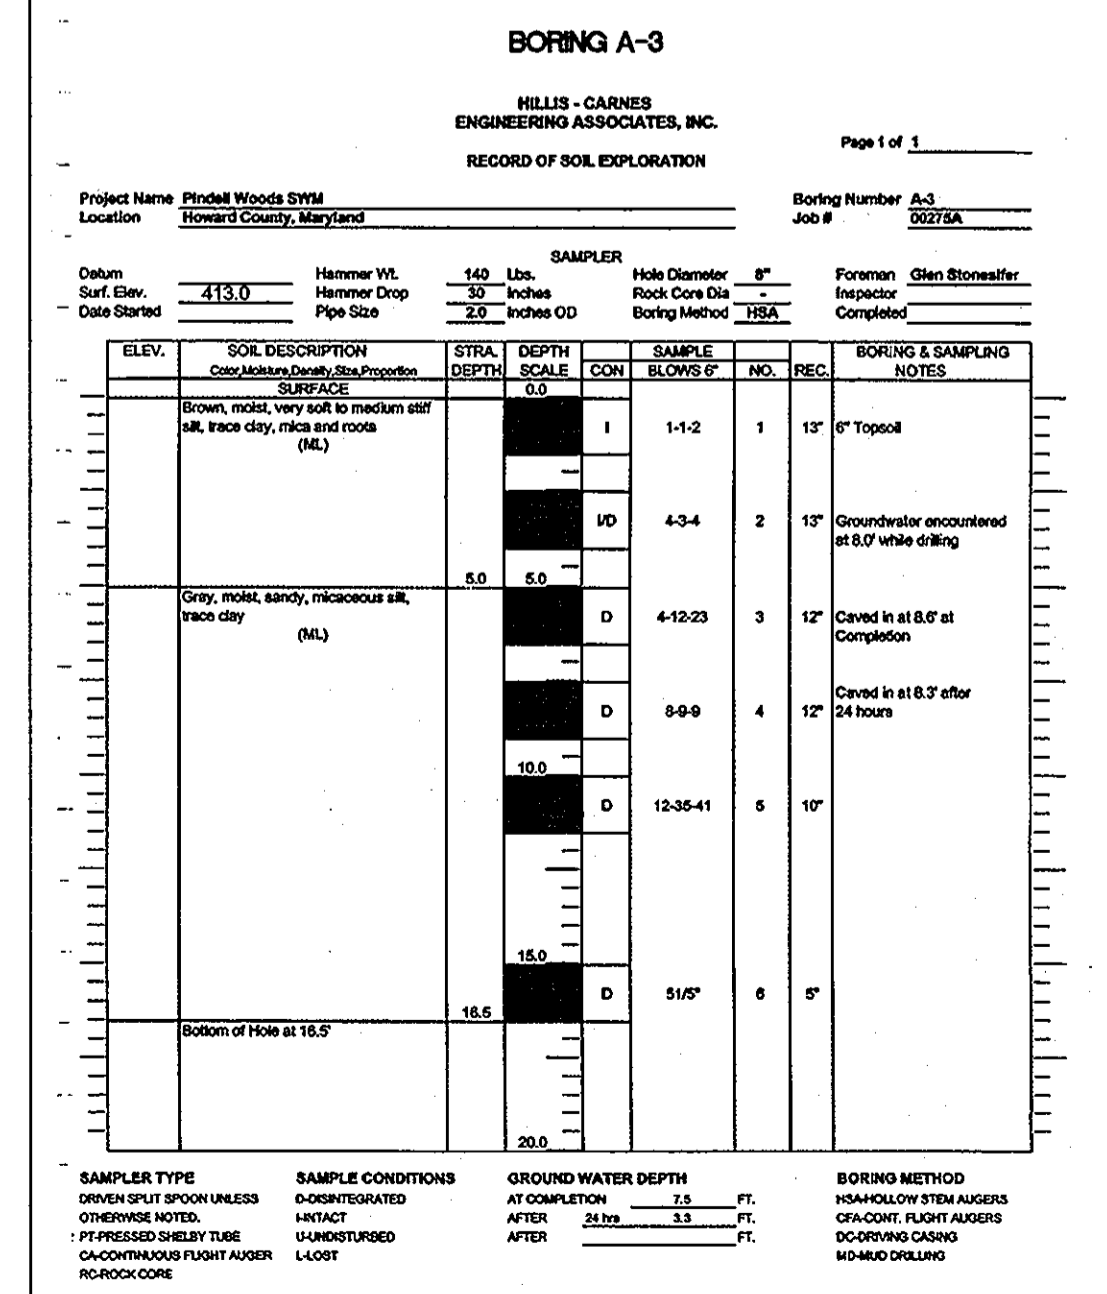 BORING A-3
HILLIS - CARNES
ENGINEERING ASSOCIATES, INC.
Page 1 of 1
RECORD OF SOIL EXPLORATION
Project Name Pindell Woods SWM Boring Number A-3
Location Howard County, Maryland Job # 00275A
SAMPLER
Datum Hammer Wt. 140 Lbs. Hole Diameter 8" Foreman Glen Stonesifer
Surf. Elev. 413.0 Hammer Drop 30 Inches Rock Core Dia - Inspector
Date Started Pipe Size 2.0 Inches OD Boring Method HSA Completed
ELEV. SOIL DESCRIPTION STRA. DEPTH SAMPLE BORING & SAMPLING
Color,Moisture,Density,Size,Proportion DEPTH SCALE CON BLOWS 6" NO. REC. NOTES
SURFACE 0.0
Brown, moist, very soft to medium stiff
silt, trace clay, mica and roots I 1-1-2 1 13" 6" Topsoil
(ML)
I/D 4-3-4 2 13" Groundwater encountered
at 8.0' while drilling
5.0 5.0
Gray, moist, sandy, micaceous silt,
trace clay D 4-12-23 3 12" Caved in at 8.6' at
(ML) Completion
Caved in at 8.3' after
D 8-9-9 4 12" 24 hours
10.0
D 12-35-41 5 10"
15.0
D 51/5" 6 5"
16.5
Bottom of Hole at 16.5'
20.0
SAMPLER TYPE SAMPLE CONDITIONS GROUND WATER DEPTH BORING METHOD
DRIVEN SPLIT SPOON UNLESS D-DISINTEGRATED AT COMPLETION 7.5 FT. HSA-HOLLOW STEM AUGERS
OTHERWISE NOTED. I-INTACT AFTER 24 hrs 3.3 FT. CFA-CONT. FLIGHT AUGERS
PT-PRESSED SHELBY TUBE U-UNDISTURBED AFTER FT. DC-DRIVING CASING
CA-CONTINUOUS FLIGHT AUGER L-LOST MD-MUD DRILLING
RC-ROCK CORE